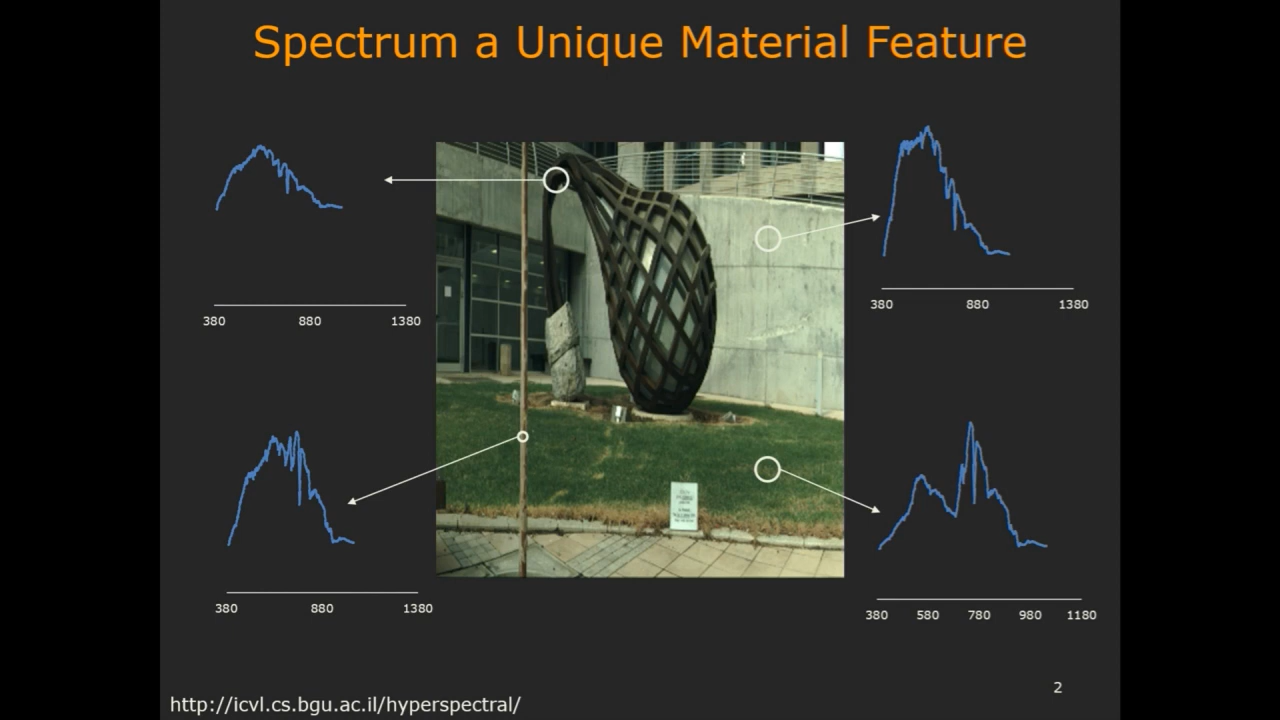 Spectrum a Unique Material Feature
380 880 1380
380 880 1380
380 880 1380
380 580 780 980 1180
2
http://icvl.cs.bgu.ac.il/hyperspectral/